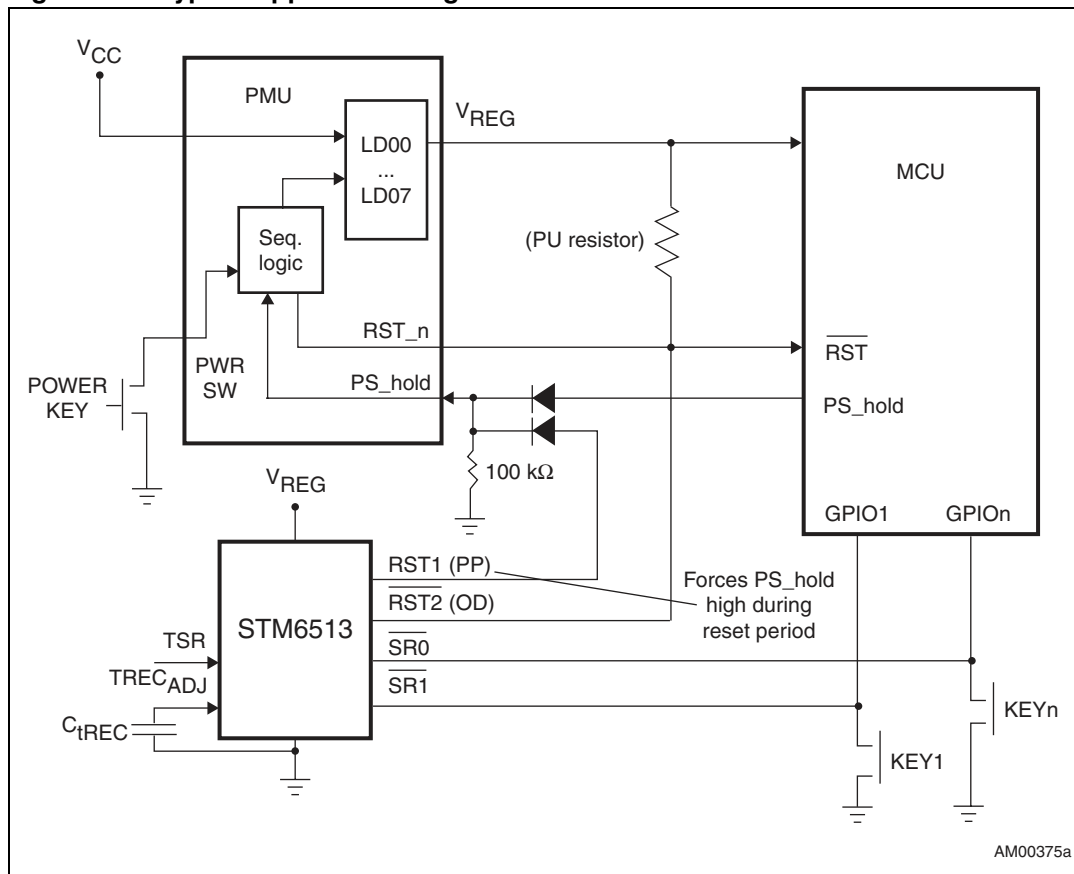 VCC
PMU
VREG
LD00
...
LD07
MCU
Seq.
logic
(PU resistor)
RST_n
RST
PWR
SW
PS_hold
PS_hold
POWER
KEY
100 kΩ
VREG
GPIO1 GPIOn
RST1 (PP)
RST2 (OD)
Forces PS_hold
high during
reset period
STM6513
TSR
SR0
TRECADJ
SR1
CtREC
KEYn
KEY1
AM00375a